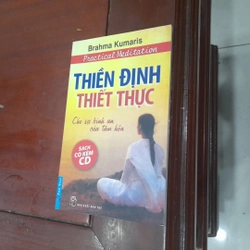 Brahma Kumaris
Practical Meditation
THIỀN ĐỊNH
THIẾT THỰC
Cho sự bình an
của tâm hồn
SÁCH
CÓ KÈM
CD